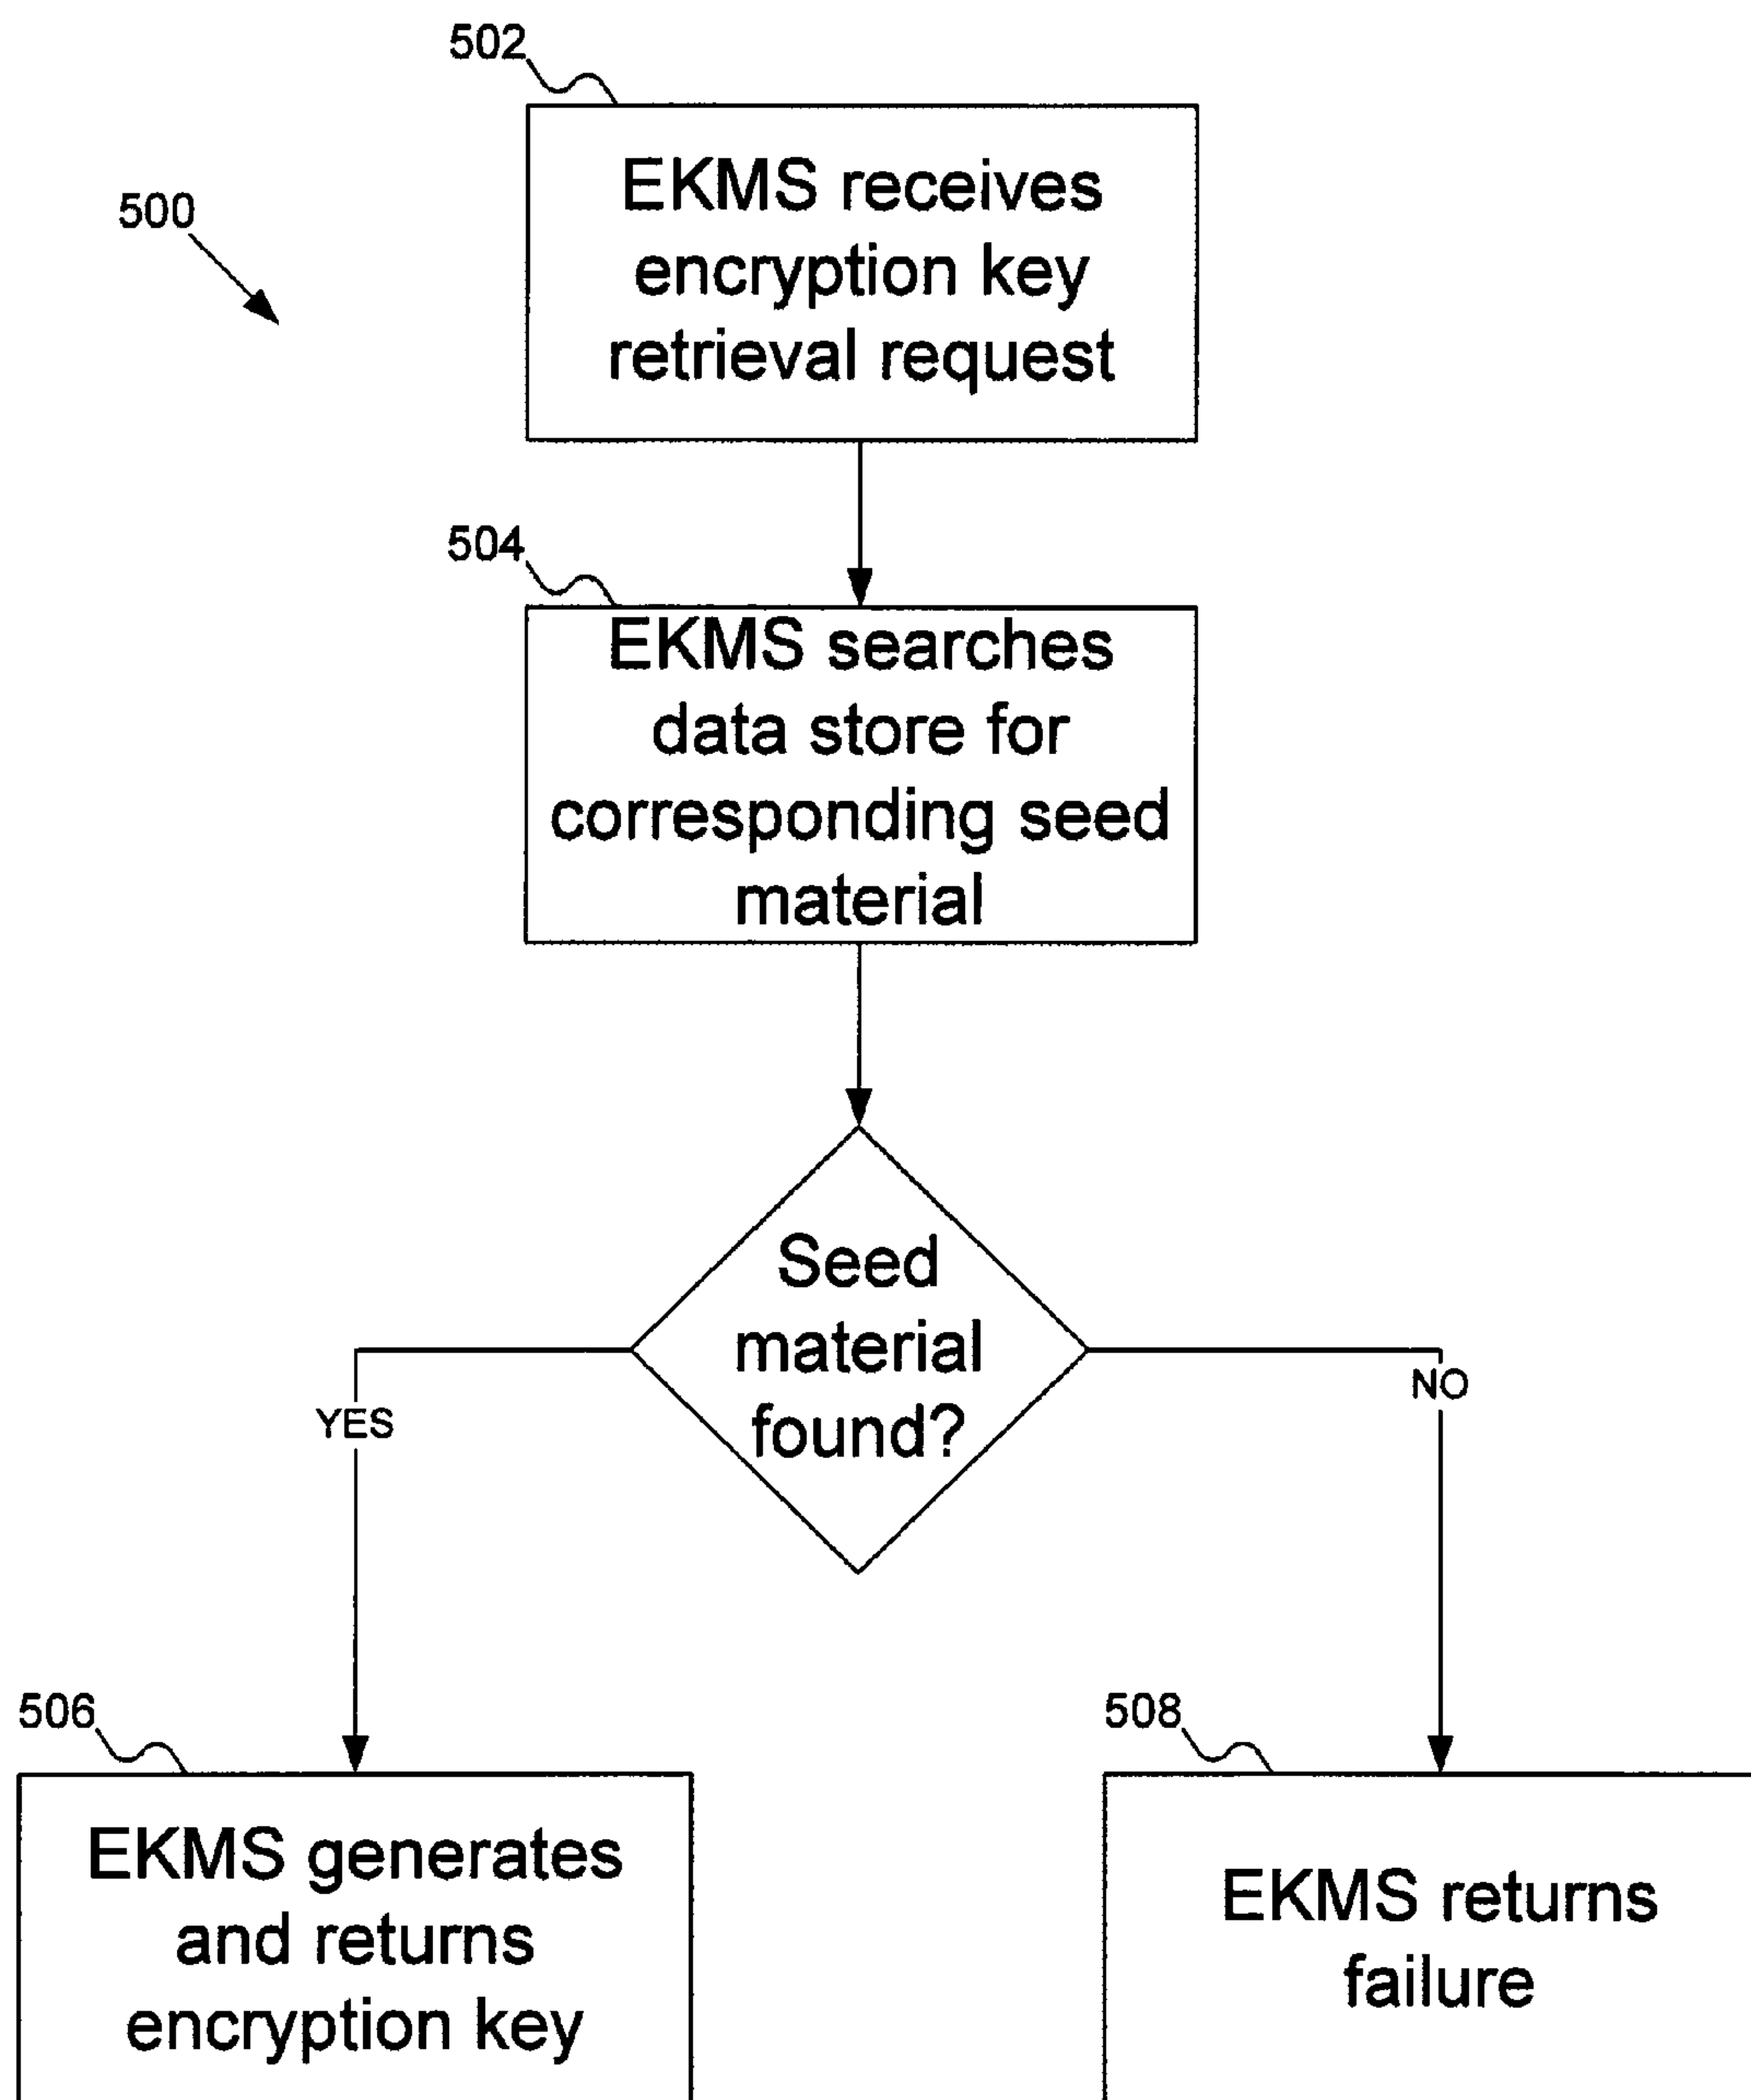 502
EKMS receives
encryption key
retrieval request
500
504
EKMS searches
data store for
corresponding seed
material
Seed
material
found?
YES
NO
506
EKMS generates
and returns
encryption key
508
EKMS returns
failure